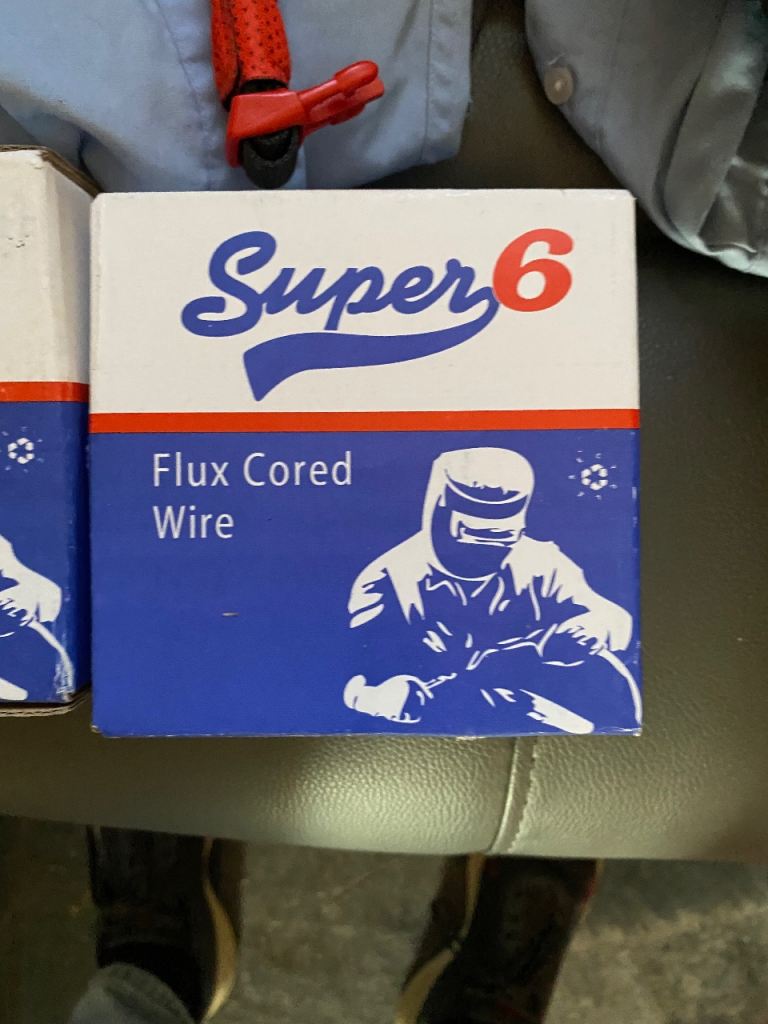 Super6
Flux Cored
Wire